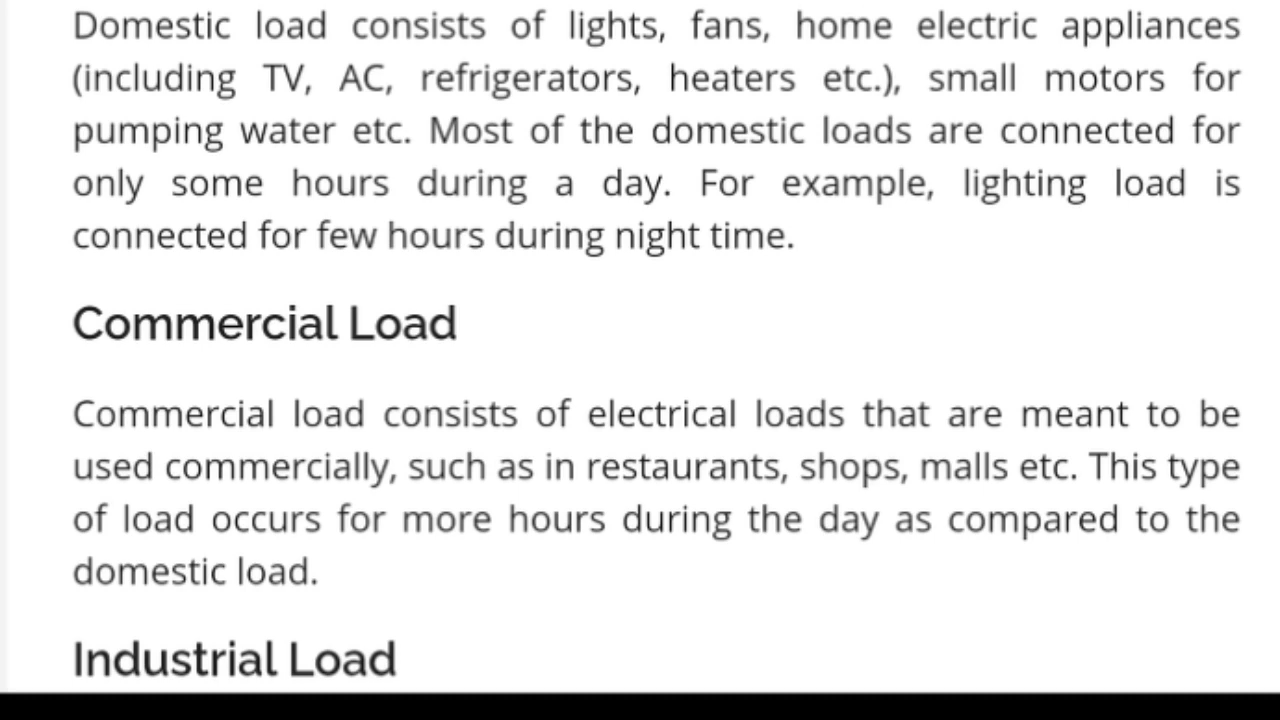 Domestic load consists of lights, fans, home electric appliances
(including TV, AC, refrigerators, heaters etc.), small motors for
pumping water etc. Most of the domestic loads are connected for
only some hours during a day. For example, lighting load is
connected for few hours during night time.
Commercial Load
Commercial load consists of electrical loads that are meant to be
used commercially, such as in restaurants, shops, malls etc. This type
of load occurs for more hours during the day as compared to the
domestic load.
Industrial Load